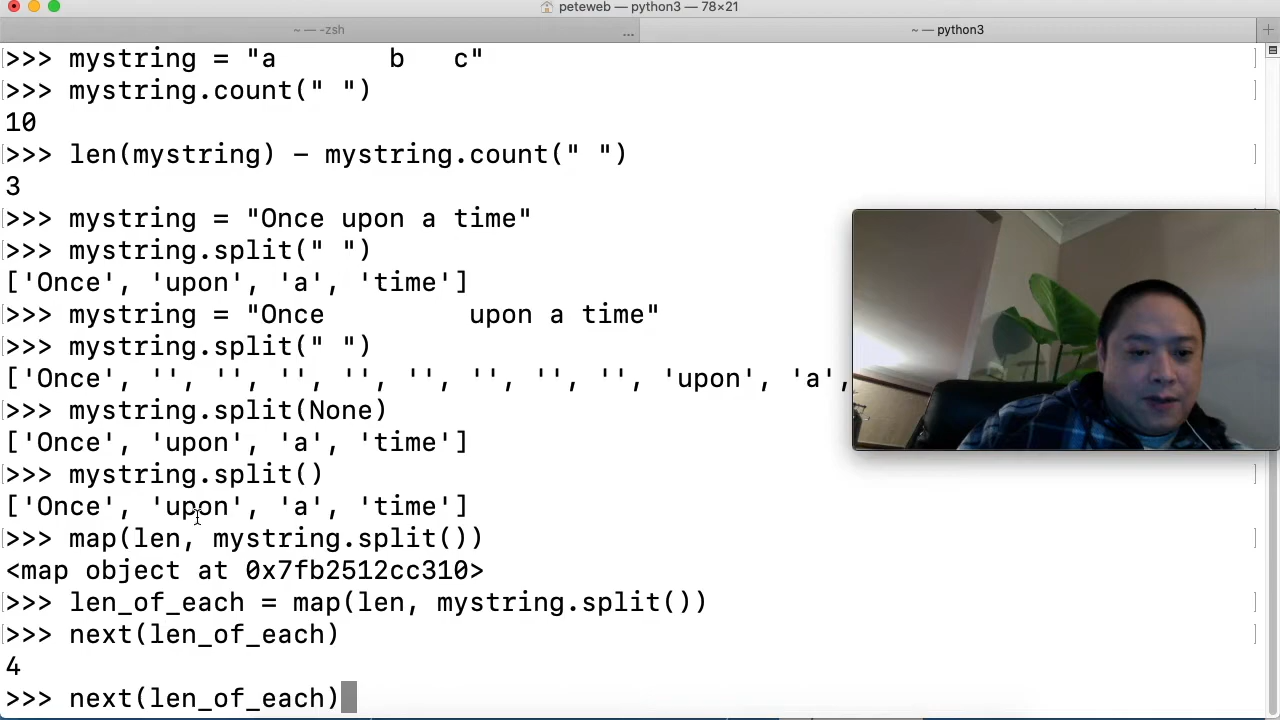 peteweb — python3 — 78×21
~ — -zsh ... ~ — python3 +
>>> mystring = "a       b   c"
>>> mystring.count(" ")
10
>>> len(mystring) - mystring.count(" ")
3
>>> mystring = "Once upon a time"
>>> mystring.split(" ")
['Once', 'upon', 'a', 'time']
>>> mystring = "Once         upon a time"
>>> mystring.split(" ")
['Once', '', '', '', '', '', '', '', '', 'upon', 'a',
>>> mystring.split(None)
['Once', 'upon', 'a', 'time']
>>> mystring.split()
['Once', 'upon', 'a', 'time']
>>> map(len, mystring.split())
<map object at 0x7fb2512cc310>
>>> len_of_each = map(len, mystring.split())
>>> next(len_of_each)
4
>>> next(len_of_each)